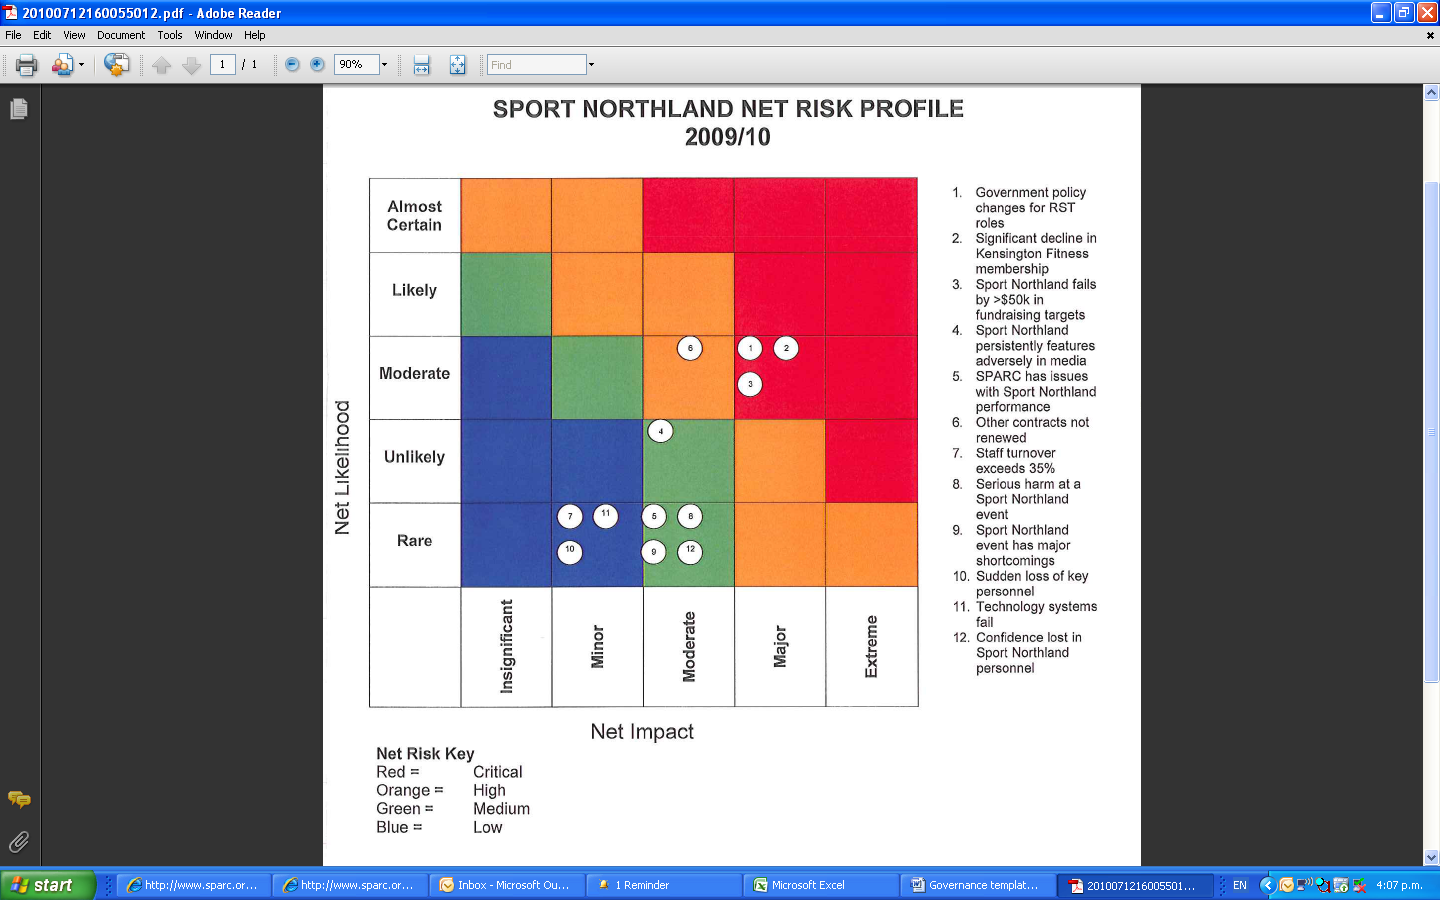 20100712160055012.pdf - Adobe Reader
File Edit View Document Tools Window Help
1 / 1 90% Find
SPORT NORTHLAND NET RISK PROFILE
2009/10
Almost
Certain
Likely
Moderate
Unlikely
Rare
Net Likelihood
6 1 2
3
4
7 11 5 8
10 9 12
Insignificant
Minor
Moderate
Major
Extreme
Net Impact
1. Government policy
changes for RST
roles
2. Significant decline in
Kensington Fitness
membership
3. Sport Northland fails
by >$50k in
fundraising targets
4. Sport Northland
persistently features
adversely in media
5. SPARC has issues
with Sport Northland
performance
6. Other contracts not
renewed
7. Staff turnover
exceeds 35%
8. Serious harm at a
Sport Northland
event
9. Sport Northland
event has major
shortcomings
10. Sudden loss of key
personnel
11. Technology systems
fail
12. Confidence lost in
Sport Northland
personnel
Net Risk Key
Red = Critical
Orange = High
Green = Medium
Blue = Low
start
http://www.sparc.or...
http://www.sparc.or...
Inbox - Microsoft Ou...
1 Reminder
Microsoft Excel
Governance templat...
2010071216005501...
EN
4:07 p.m.